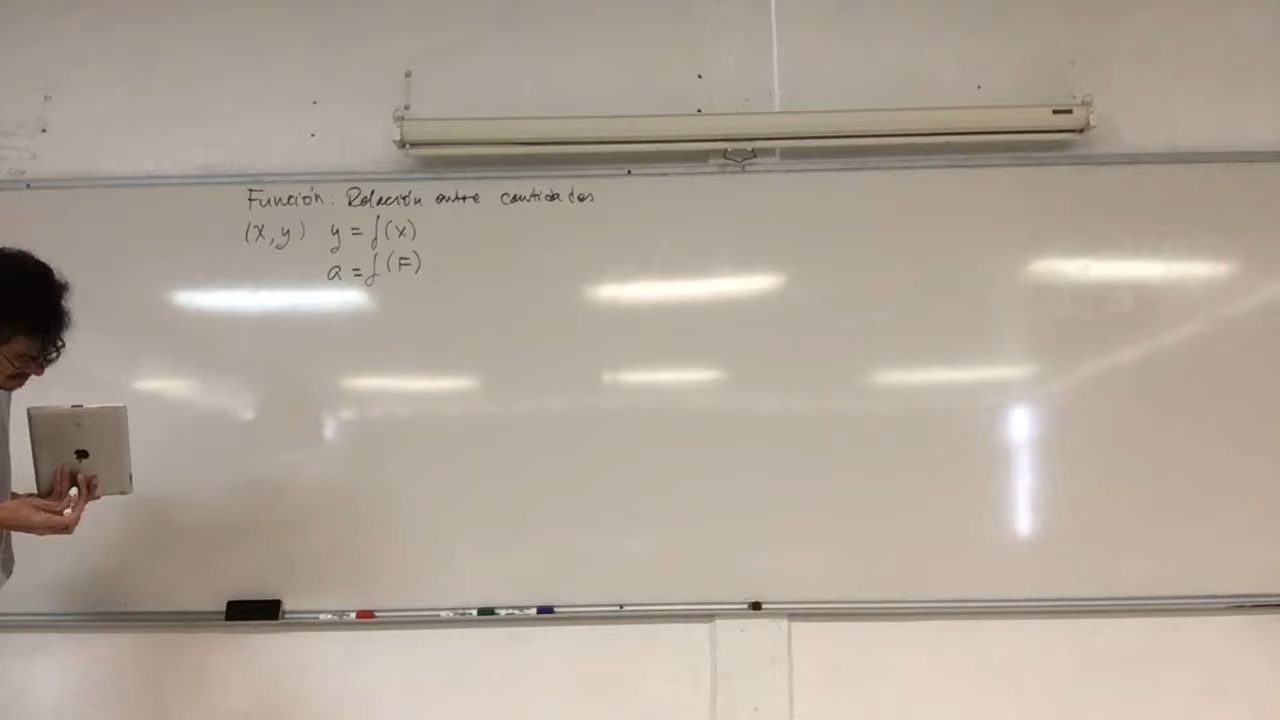 Función: Relación entre cantidades
(x,y) y = f(x)
a = f(F)